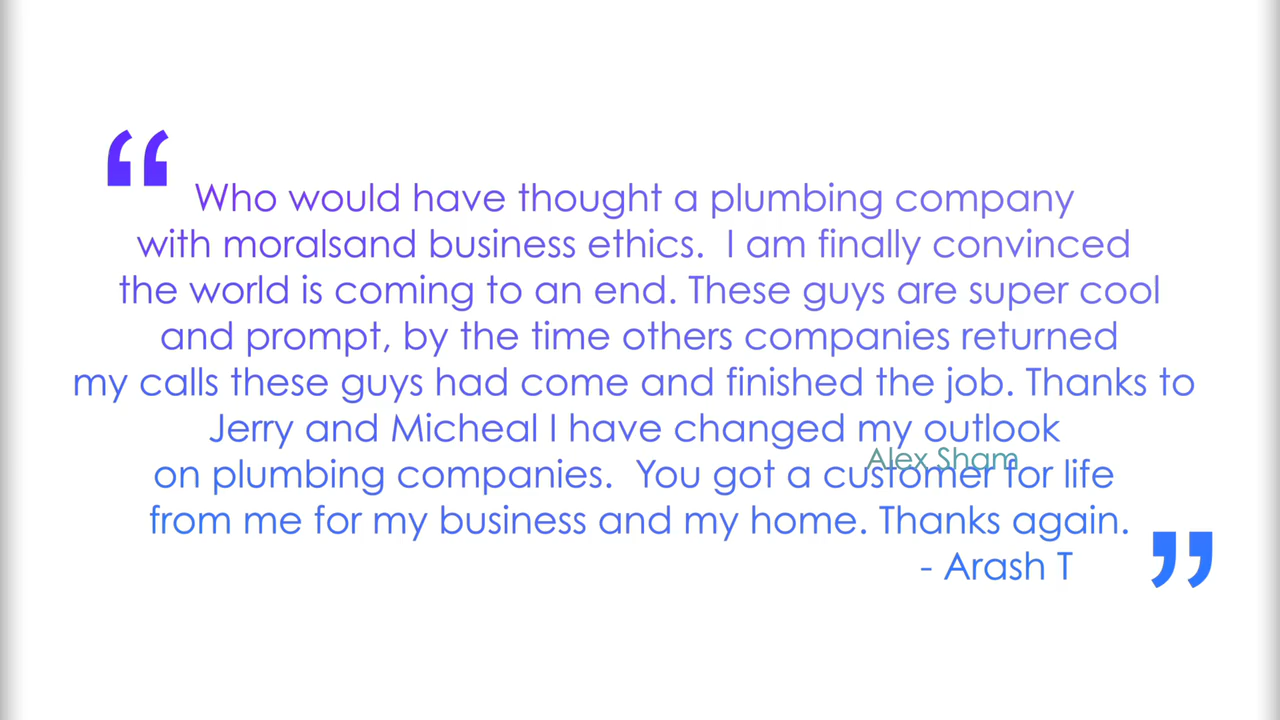 “ Who would have thought a plumbing company
with moralsand business ethics.  I am finally convinced
the world is coming to an end. These guys are super cool
and prompt, by the time others companies returned
my calls these guys had come and finished the job. Thanks to
Jerry and Micheal I have changed my outlook
Alex Sham
on plumbing companies.  You got a customer for life
from me for my business and my home. Thanks again. ”
- Arash T